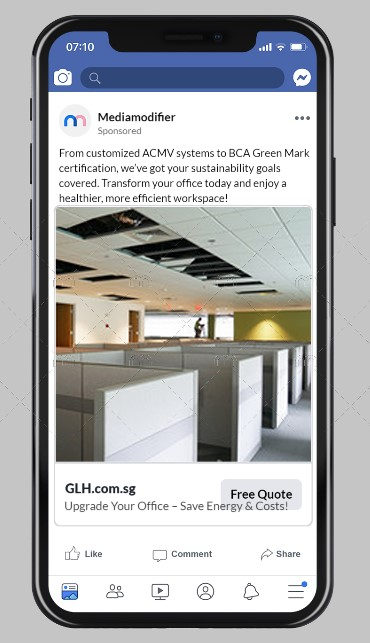 07:10
Mediamodifier
Sponsored
From customized ACMV systems to BCA Green Mark
certification, we've got your sustainability goals
covered. Transform your office today and enjoy a
healthier, more efficient workspace!
GLH.com.sg
Free Quote
Upgrade Your Office – Save Energy & Costs!
Like
Comment
Share